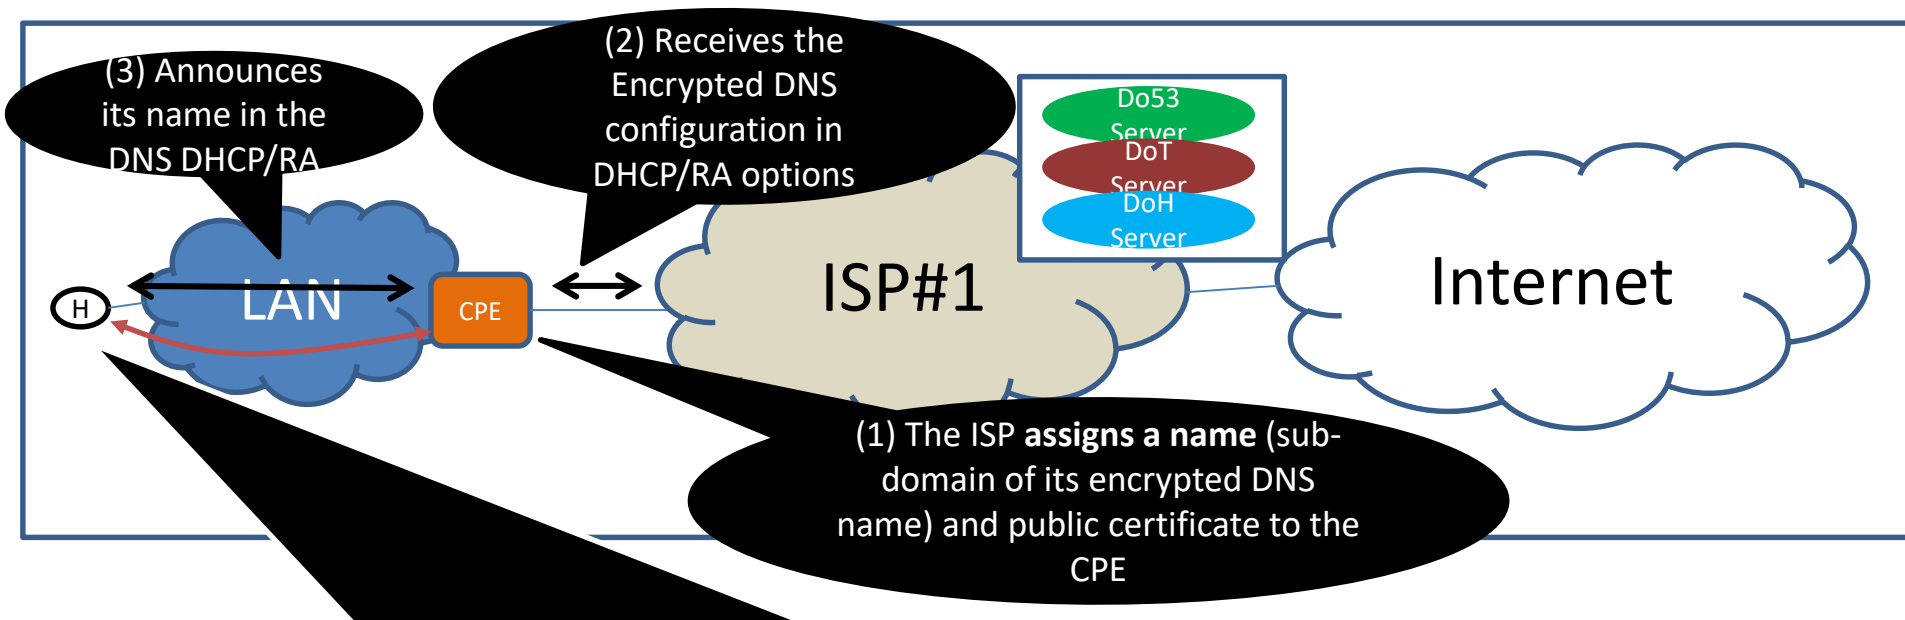 (3) Announces
its name in the
DNS DHCP/RA
(2) Receives the
Encrypted DNS
configuration in
DHCP/RA options
Do53
Server
DoT
Server
DoH
Server
H
LAN
CPE
ISP#1
Internet
(1) The ISP assigns a name (sub-
domain of its encrypted DNS
name) and public certificate to the
CPE